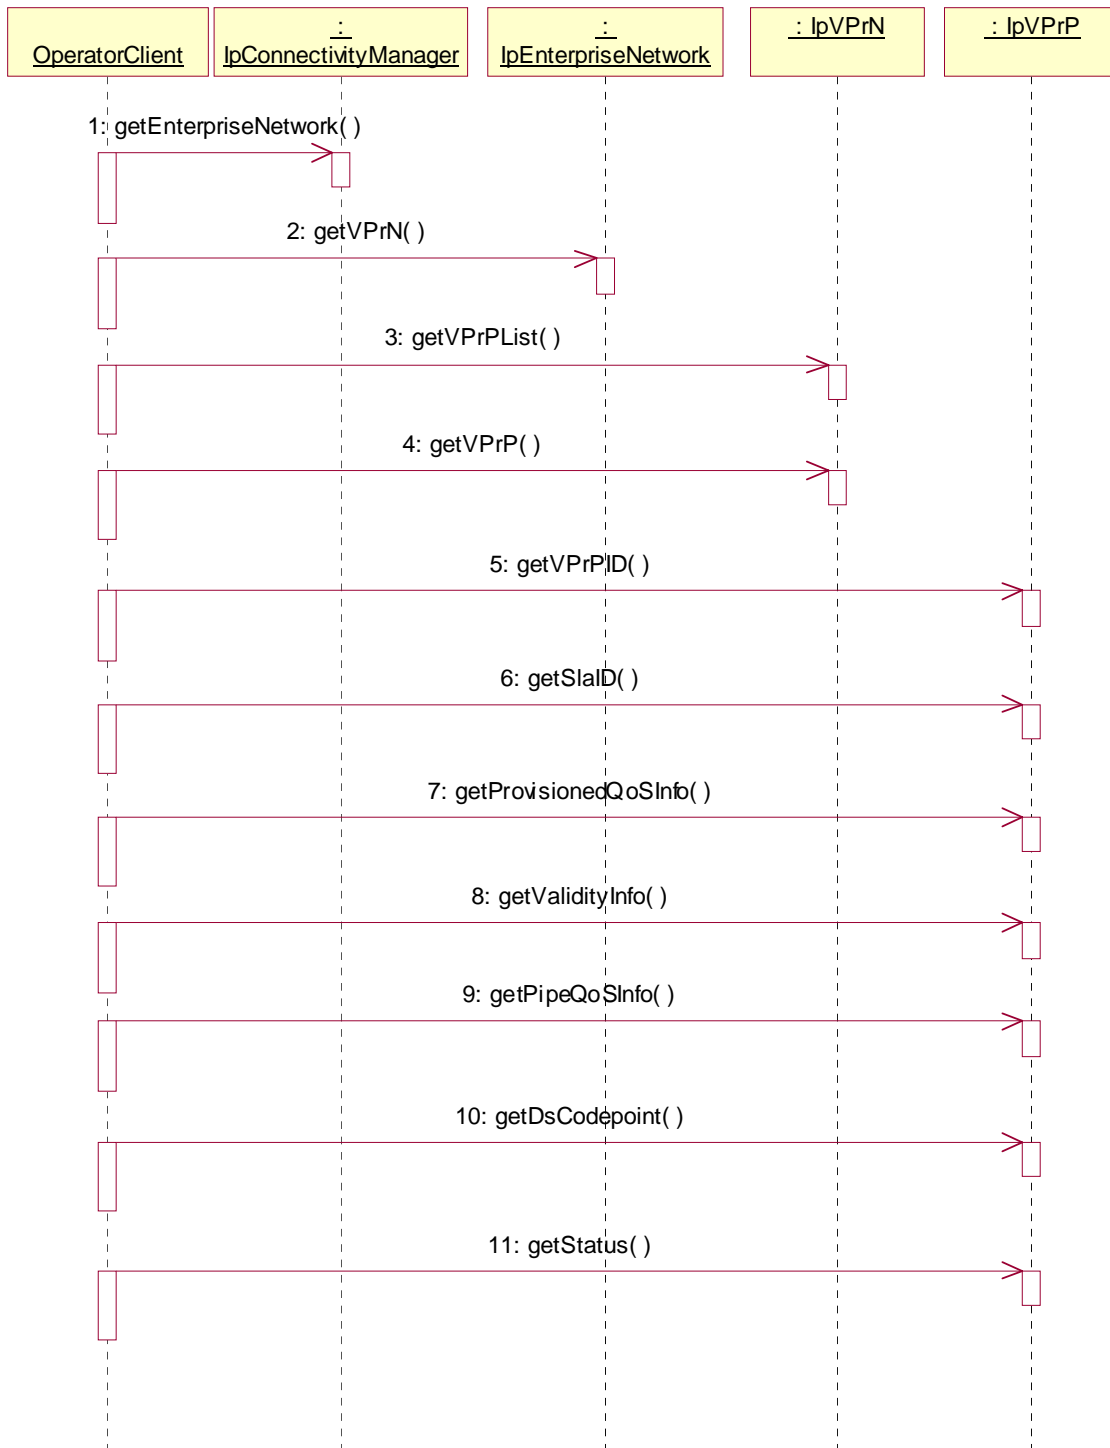 OperatorClient
:
IpConnectivityManager
:
IpEnterpriseNetwork
: IpVPrN
: IpVPrP
1: getEnterpriseNetwork( )
2: getVPrN( )
3: getVPrPList( )
4: getVPrP( )
5: getVPrPID( )
6: getSlaID( )
7: getProvisionedQoSInfo( )
8: getValidityInfo( )
9: getPipeQoSInfo( )
10: getDsCodepoint( )
11: getStatus( )